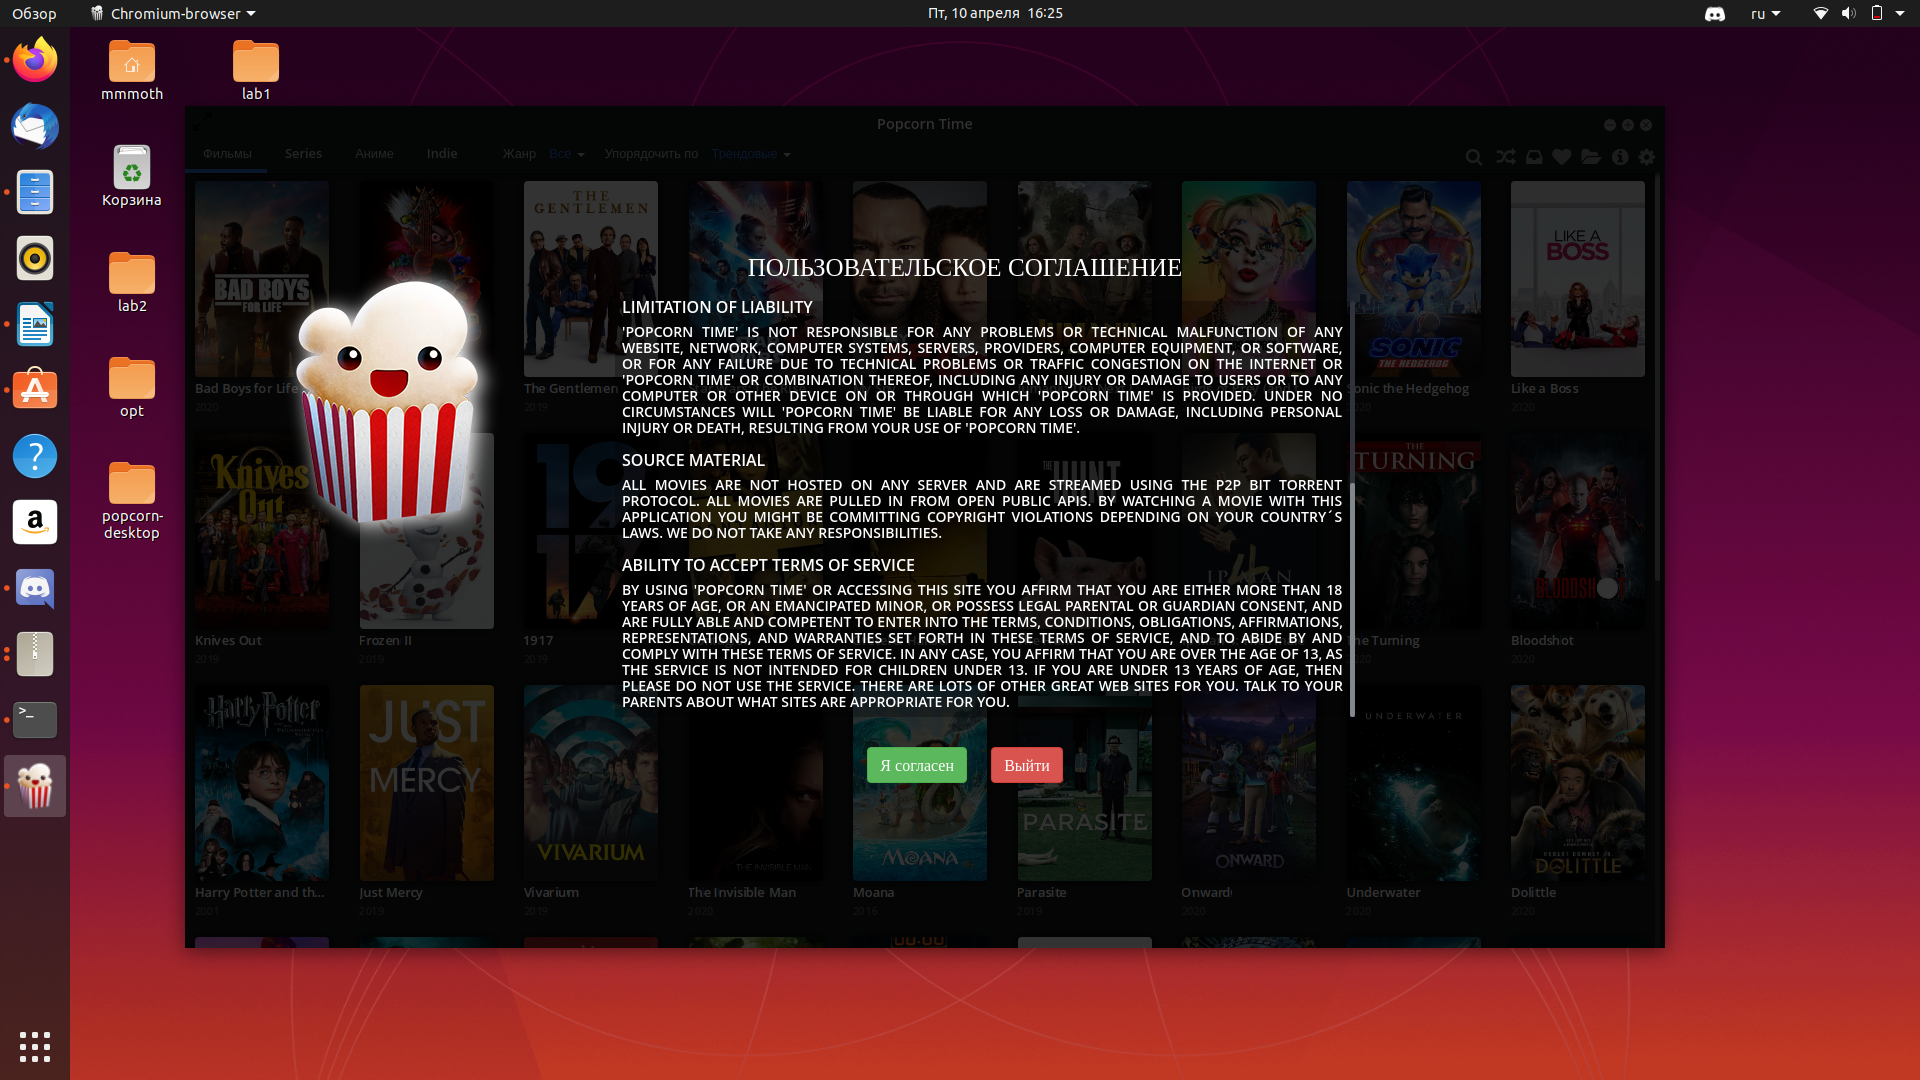 Обзор
Chromium-browser
Пт, 10 апреля 16:25
ru
mmmoth
lab1
Корзина
lab2
opt
popcorn-
desktop
Popcorn Time
Фильмы
Series
Аниме
Indie
Жанр
Все
Упорядочить по
Трендовые
ПОЛЬЗОВАТЕЛЬСКОЕ СОГЛАШЕНИЕ
LIMITATION OF LIABILITY
'POPCORN TIME' IS NOT RESPONSIBLE FOR ANY PROBLEMS OR TECHNICAL MALFUNCTION OF ANY
WEBSITE, NETWORK, COMPUTER SYSTEMS, SERVERS, PROVIDERS, COMPUTER EQUIPMENT, OR SOFTWARE,
OR FOR ANY FAILURE DUE TO TECHNICAL PROBLEMS OR TRAFFIC CONGESTION ON THE INTERNET OR
'POPCORN TIME' OR COMBINATION THEREOF, INCLUDING ANY INJURY OR DAMAGE TO USERS OR TO ANY
COMPUTER OR OTHER DEVICE ON OR THROUGH WHICH 'POPCORN TIME' IS PROVIDED. UNDER NO
CIRCUMSTANCES WILL 'POPCORN TIME' BE LIABLE FOR ANY LOSS OR DAMAGE, INCLUDING PERSONAL
INJURY OR DEATH, RESULTING FROM YOUR USE OF 'POPCORN TIME'.
SOURCE MATERIAL
ALL MOVIES ARE NOT HOSTED ON ANY SERVER AND ARE STREAMED USING THE P2P BIT TORRENT
PROTOCOL. ALL MOVIES ARE PULLED IN FROM OPEN PUBLIC APIS. BY WATCHING A MOVIE WITH THIS
APPLICATION YOU MIGHT BE COMMITTING COPYRIGHT VIOLATIONS DEPENDING ON YOUR COUNTRY´S
LAWS. WE DO NOT TAKE ANY RESPONSIBILITIES.
ABILITY TO ACCEPT TERMS OF SERVICE
BY USING 'POPCORN TIME' OR ACCESSING THIS SITE YOU AFFIRM THAT YOU ARE EITHER MORE THAN 18
YEARS OF AGE, OR AN EMANCIPATED MINOR, OR POSSESS LEGAL PARENTAL OR GUARDIAN CONSENT, AND
ARE FULLY ABLE AND COMPETENT TO ENTER INTO THE TERMS, CONDITIONS, OBLIGATIONS, AFFIRMATIONS,
REPRESENTATIONS, AND WARRANTIES SET FORTH IN THESE TERMS OF SERVICE, AND TO ABIDE BY AND
COMPLY WITH THESE TERMS OF SERVICE. IN ANY CASE, YOU AFFIRM THAT YOU ARE OVER THE AGE OF 13, AS
THE SERVICE IS NOT INTENDED FOR CHILDREN UNDER 13. IF YOU ARE UNDER 13 YEARS OF AGE, THEN
PLEASE DO NOT USE THE SERVICE. THERE ARE LOTS OF OTHER GREAT WEB SITES FOR YOU. TALK TO YOUR
PARENTS ABOUT WHAT SITES ARE APPROPRIATE FOR YOU.
Я согласен
Выйти
BAD BOYS
FOR LIFE
THE
GENTLEMEN
SONIC
THE HEDGEHOG
LIKE A
BOSS
Bad Boys for Life
2020
The Gentlemen
2019
Sonic the Hedgehog
2020
Like a Boss
2020
Knives
Out
19
17
THE
HUNT
IP MAN
THE
TURNING
BLOODSHOT
Knives Out
2019
Frozen II
2019
1917
2019
The Turning
2020
Bloodshot
2020
Harry Potter
JUST
MERCY
VIVARIUM
THE INVISIBLE MAN
MOANA
PARASITE
ONWARD
UNDERWATER
ROBERT DOWNEY JR.
DOLITTLE
Harry Potter and th...
2001
Just Mercy
2019
Vivarium
2019
The Invisible Man
2020
Moana
2016
Parasite
2019
Onward
2020
Underwater
2020
Dolittle
2020